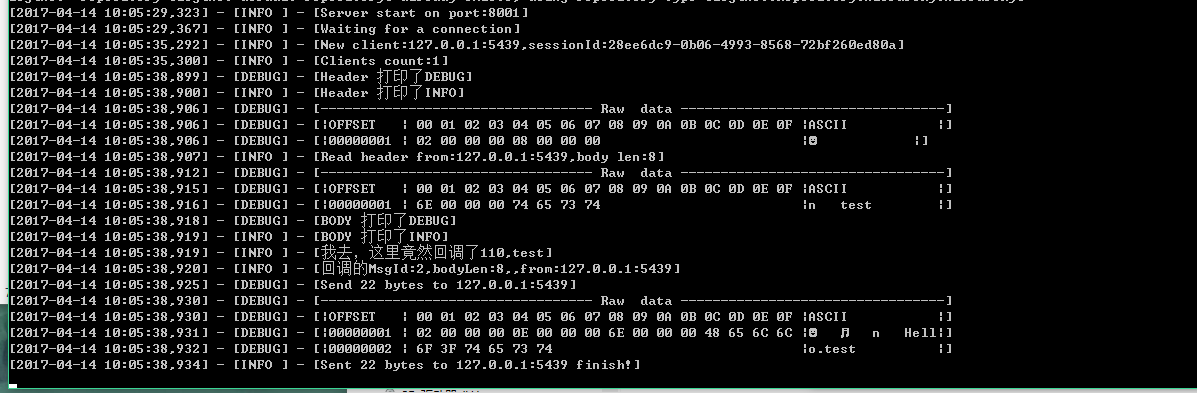 [2017-04-14 10:05:29,323] - [INFO ] - [Server start on port:8001]
[2017-04-14 10:05:29,367] - [INFO ] - [Waiting for a connection]
[2017-04-14 10:05:35,292] - [INFO ] - [New client:127.0.0.1:5439,sessionId:28ee6dc9-0b06-4993-8568-72bf260ed80a]
[2017-04-14 10:05:35,300] - [INFO ] - [Clients count:1]
[2017-04-14 10:05:38,899] - [DEBUG] - [Header 打印了DEBUG]
[2017-04-14 10:05:38,900] - [INFO ] - [Header 打印了INFO]
[2017-04-14 10:05:38,906] - [DEBUG] - [-------------------------------- Raw  data -------------------------------]
[2017-04-14 10:05:38,906] - [DEBUG] - [¦OFFSET   ¦ 00 01 02 03 04 05 06 07 08 09 0A 0B 0C 0D 0E 0F ¦ASCII           ¦]
[2017-04-14 10:05:38,906] - [DEBUG] - [¦00000001 ¦ 02 00 00 00 08 00 00 00                         ¦☻             ¦]
[2017-04-14 10:05:38,907] - [INFO ] - [Read header from:127.0.0.1:5439,body len:8]
[2017-04-14 10:05:38,912] - [DEBUG] - [-------------------------------- Raw  data -------------------------------]
[2017-04-14 10:05:38,915] - [DEBUG] - [¦OFFSET   ¦ 00 01 02 03 04 05 06 07 08 09 0A 0B 0C 0D 0E 0F ¦ASCII           ¦]
[2017-04-14 10:05:38,916] - [DEBUG] - [¦00000001 ¦ 6E 00 00 00 74 65 73 74                         ¦n   test        ¦]
[2017-04-14 10:05:38,918] - [DEBUG] - [BODY 打印了DEBUG]
[2017-04-14 10:05:38,919] - [INFO ] - [BODY 打印了INFO]
[2017-04-14 10:05:38,919] - [INFO ] - [我去，这里竟然回调了110,test]
[2017-04-14 10:05:38,920] - [INFO ] - [回调的MsgId:2,bodyLen:8,,from:127.0.0.1:5439]
[2017-04-14 10:05:38,925] - [DEBUG] - [Send 22 bytes to 127.0.0.1:5439]
[2017-04-14 10:05:38,930] - [DEBUG] - [-------------------------------- Raw  data -------------------------------]
[2017-04-14 10:05:38,930] - [DEBUG] - [¦OFFSET   ¦ 00 01 02 03 04 05 06 07 08 09 0A 0B 0C 0D 0E 0F ¦ASCII           ¦]
[2017-04-14 10:05:38,931] - [DEBUG] - [¦00000001 ¦ 02 00 00 00 0E 00 00 00 6E 00 00 00 48 65 6C 6C ¦☻   ♬   n   Hell¦]
[2017-04-14 10:05:38,932] - [DEBUG] - [¦00000002 ¦ 6F 3F 74 65 73 74                               ¦o.test          ¦]
[2017-04-14 10:05:38,934] - [INFO ] - [Sent 22 bytes to 127.0.0.1:5439 finish!]